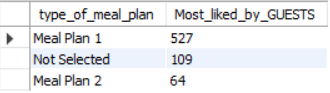 type_of_meal_plan Most_liked_by_GUESTS
Meal Plan 1 527
Not Selected 109
Meal Plan 2 64